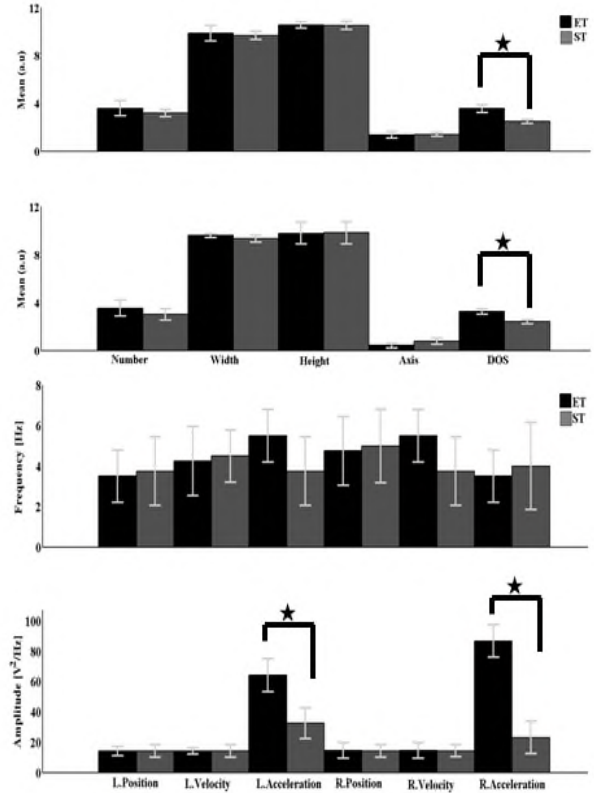 12
8
4
0
Mean (a.u)
ET
ST
12
8
4
0
Mean (a.u)
Number Width Height Axis DOS
8
6
4
2
0
Frequency [Hz]
ET
ST
100
80
60
40
20
0
Amplitude [V²/Hz]
L.Position L.Velocity L.Acceleration R.Position R.Velocity R.Acceleration